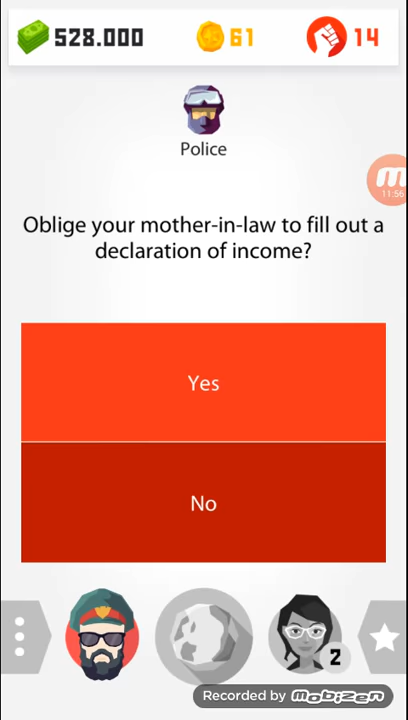 528.000
61
14
Police
11:56
Oblige your mother-in-law to fill out a
declaration of income?
Yes
No
2
Recorded by mobizen